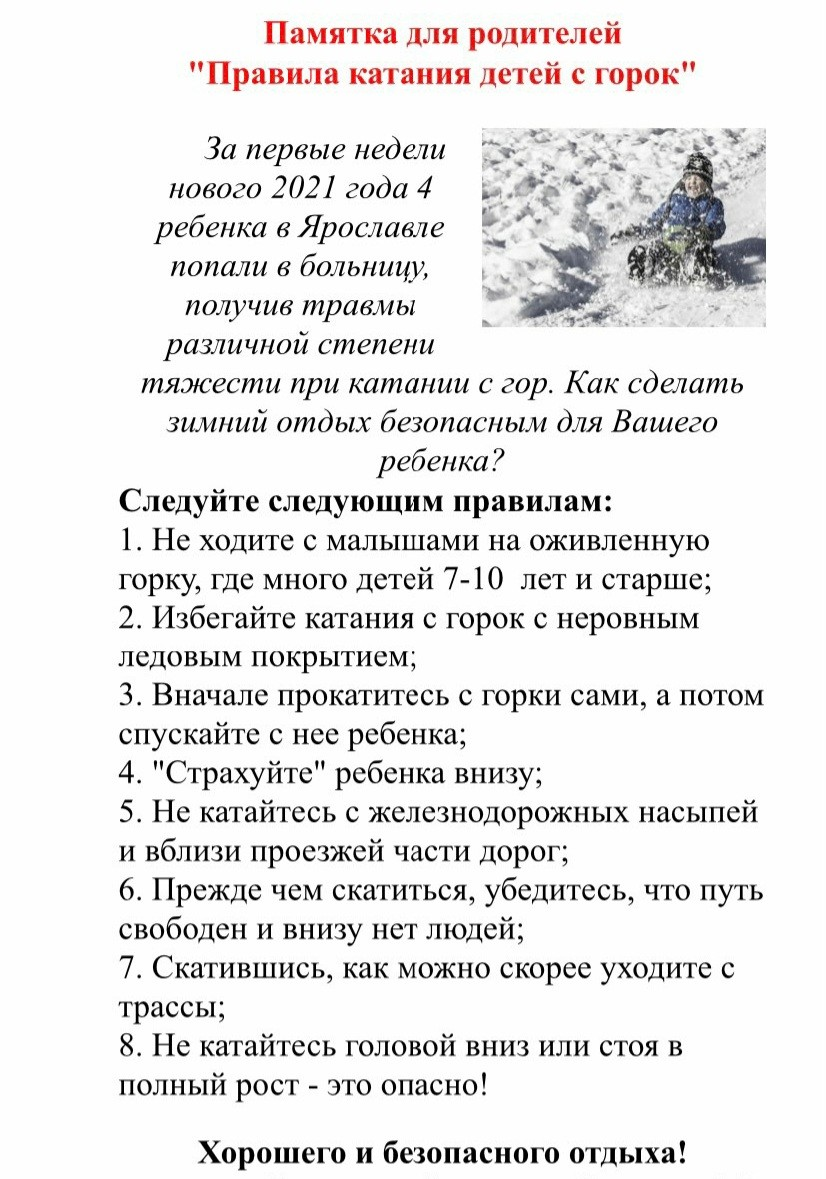 Памятка для родителей
"Правила катания детей с горок"
За первые недели
нового 2021 года 4
ребенка в Ярославле
попали в больницу,
получив травмы
различной степени
тяжести при катании с гор. Как сделать
зимний отдых безопасным для Вашего
ребенка?
Следуйте следующим правилам:
1. Не ходите с малышами на оживленную
горку, где много детей 7-10  лет и старше;
2. Избегайте катания с горок с неровным
ледовым покрытием;
3. Вначале прокатитесь с горки сами, а потом
спускайте с нее ребенка;
4. "Страхуйте" ребенка внизу;
5. Не катайтесь с железнодорожных насыпей
и вблизи проезжей части дорог;
6. Прежде чем скатиться, убедитесь, что путь
свободен и внизу нет людей;
7. Скатившись, как можно скорее уходите с
трассы;
8. Не катайтесь головой вниз или стоя в
полный рост - это опасно!
Хорошего и безопасного отдыха!